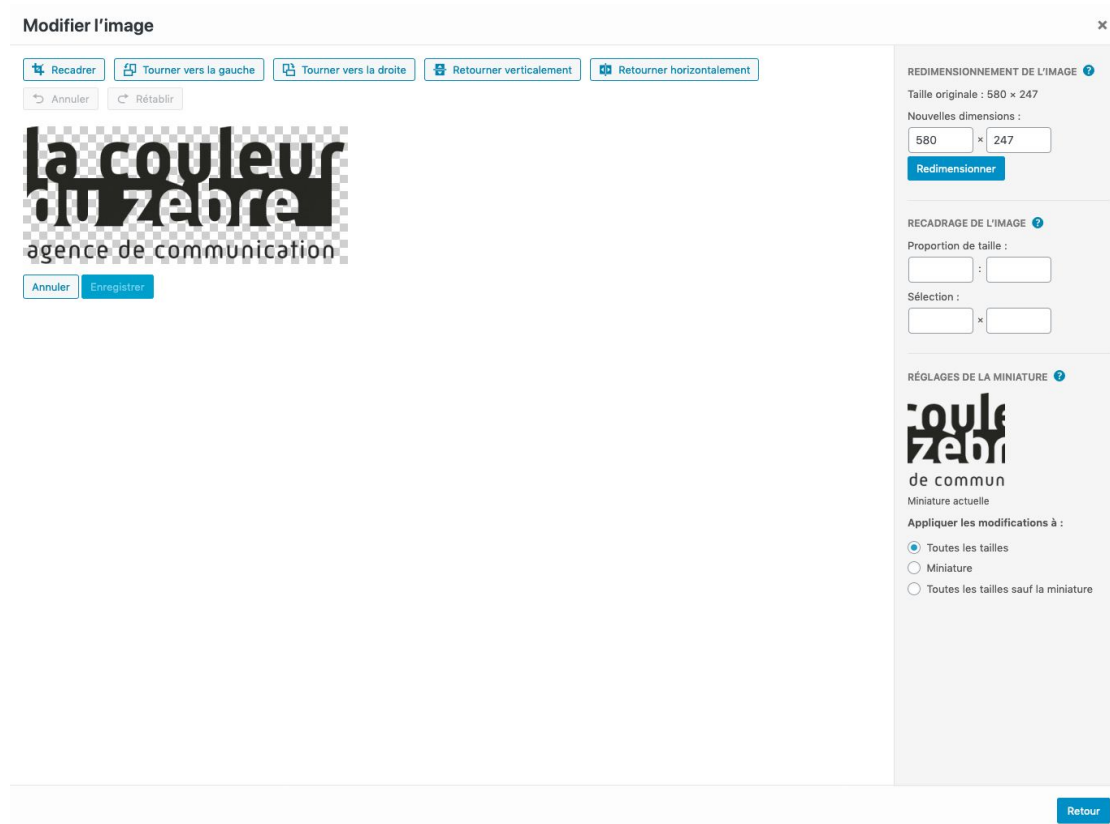 Modifier l'image
×
Recadrer Tourner vers la gauche Tourner vers la droite Retourner verticalement Retourner horizontalement
Annuler Rétablir
la couleur
du zèbre
agence de communication
Annuler Enregistrer
REDIMENSIONNEMENT DE L'IMAGE ?
Taille originale : 580 × 247
Nouvelles dimensions :
580 × 247
Redimensionner
RECADRAGE DE L'IMAGE ?
Proportion de taille :
:
Sélection :
×
RÉGLAGES DE LA MINIATURE ?
coule
zèbr
de commun
Miniature actuelle
Appliquer les modifications à :
Toutes les tailles
Miniature
Toutes les tailles sauf la miniature
Retour